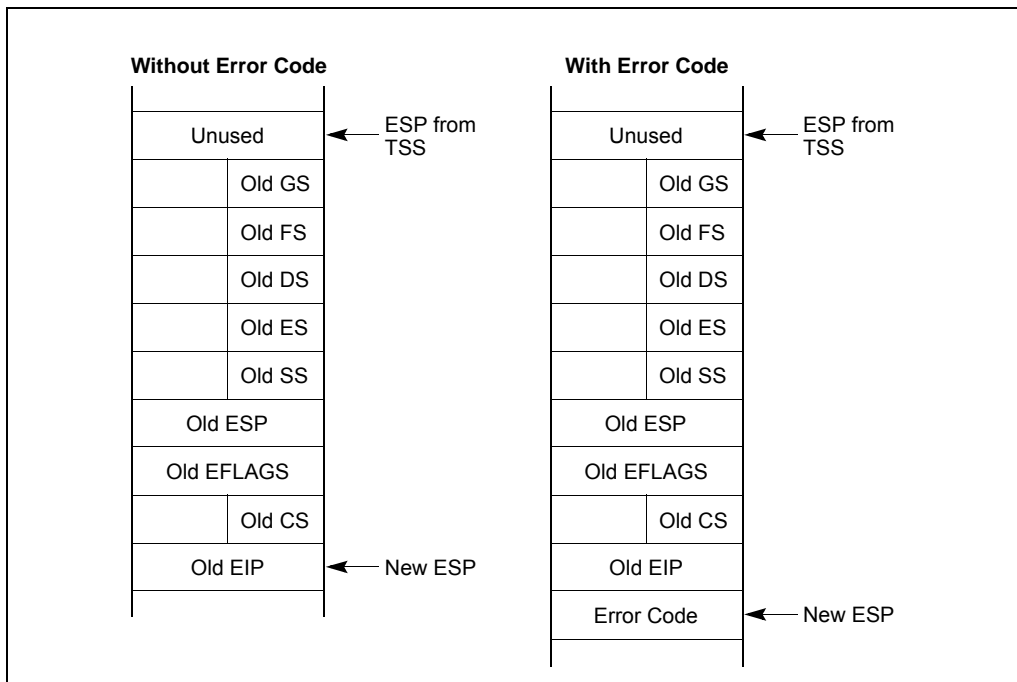 Without Error Code
Unused
ESP from
TSS
Old GS
Old FS
Old DS
Old ES
Old SS
Old ESP
Old EFLAGS
Old CS
Old EIP
New ESP
With Error Code
Unused
ESP from
TSS
Old GS
Old FS
Old DS
Old ES
Old SS
Old ESP
Old EFLAGS
Old CS
Old EIP
Error Code
New ESP